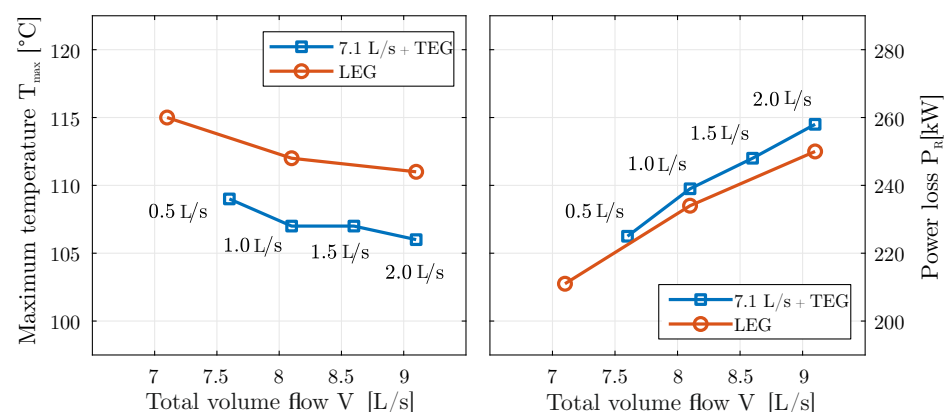 Maximum temperature Tmax [°C]
120
115
110
105
100
7.1 L/s + TEG
LEG
0.5 L/s
1.0 L/s
1.5 L/s
2.0 L/s
7 7.5 8 8.5 9
Total volume flow V [L/s]
2.0 L/s
1.5 L/s
1.0 L/s
0.5 L/s
7.1 L/s + TEG
LEG
7 7.5 8 8.5 9
Total volume flow V [L/s]
280
260
240
220
200
Power loss PR[kW]